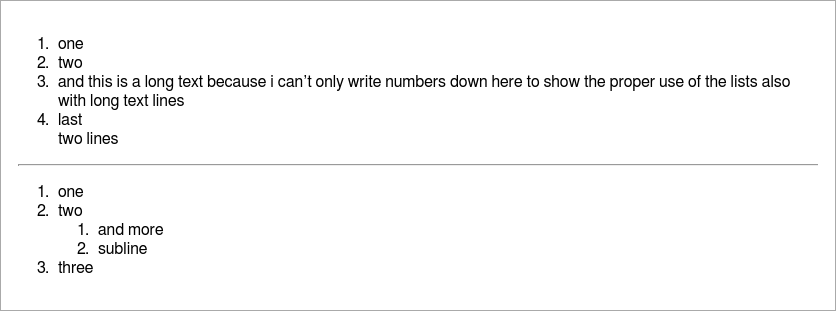 1. one
2. two
3. and this is a long text because i can't only write numbers down here to show the proper use of the lists also
with long text lines
4. last
two lines
1. one
2. two
1. and more
2. subline
3. three